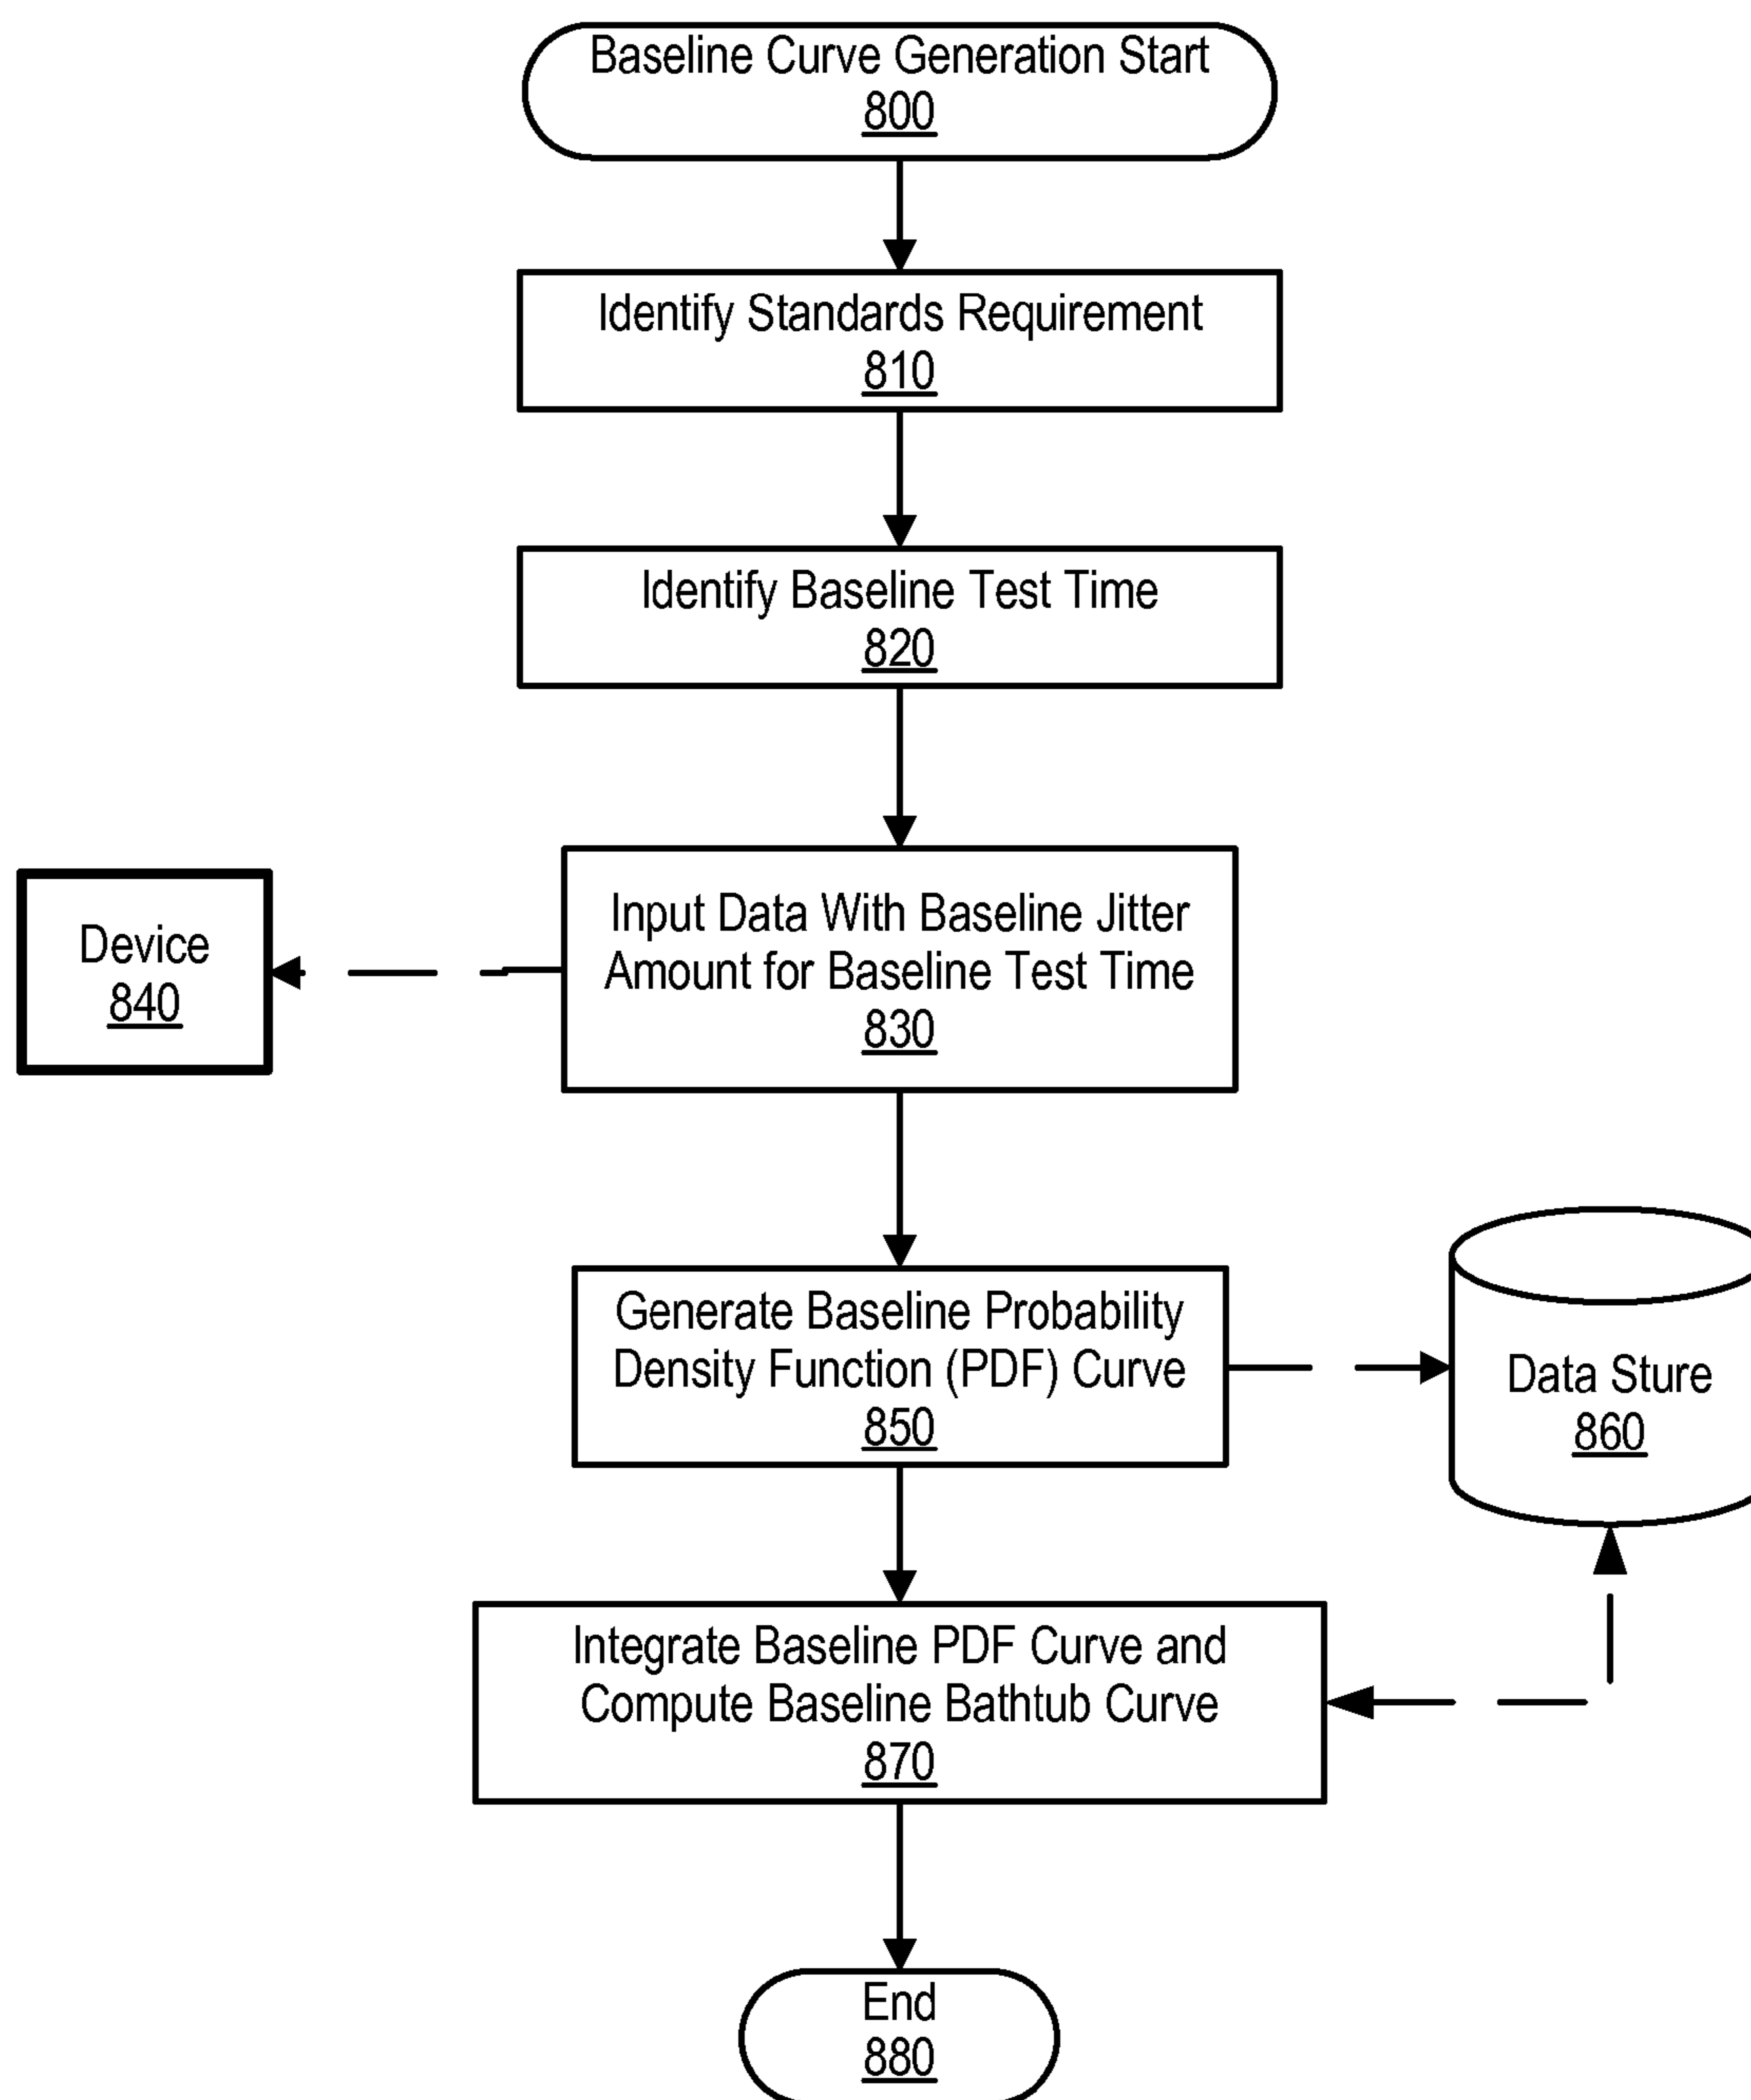 Baseline Curve Generation Start
800
Identify Standards Requirement
810
Identify Baseline Test Time
820
Input Data With Baseline Jitter
Amount for Baseline Test Time
830
Device
840
Generate Baseline Probability
Density Function (PDF) Curve
850
Data Sture
860
Integrate Baseline PDF Curve and
Compute Baseline Bathtub Curve
870
End
880